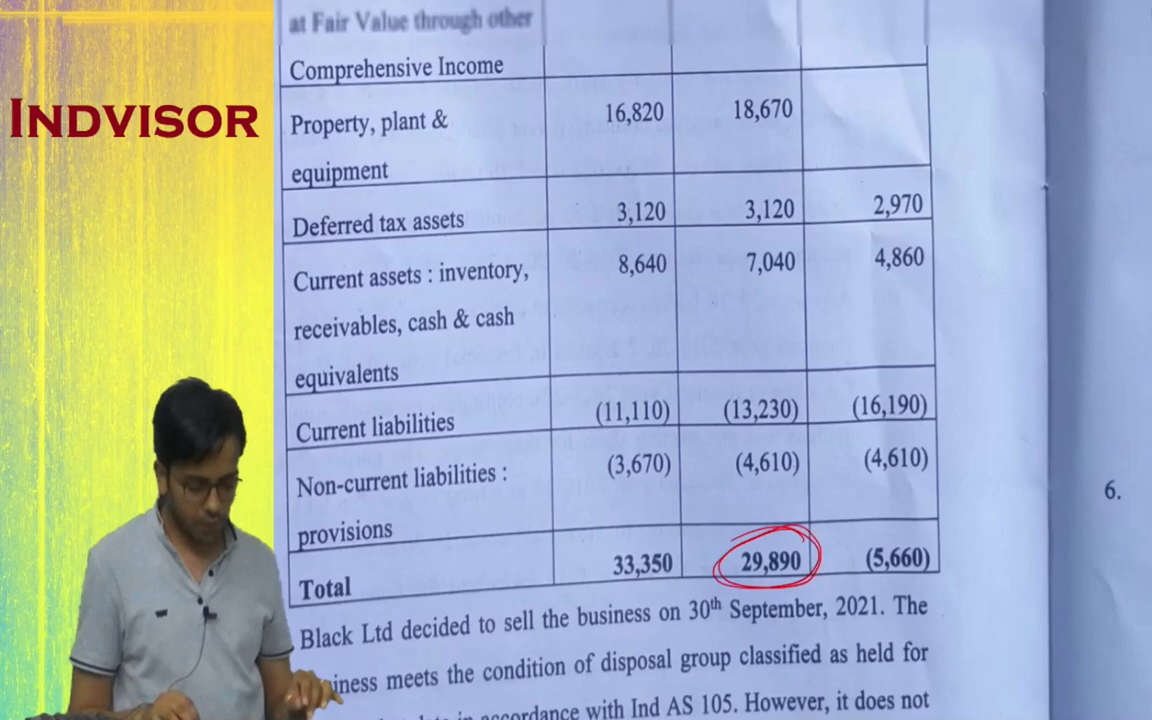 INDVISOR
at Fair Value through other
Comprehensive Income
Property, plant & 16,820 18,670
equipment
Deferred tax assets 3,120 3,120 2,970
Current assets : inventory, 8,640 7,040 4,860
receivables, cash & cash
equivalents
Current liabilities (11,110) (13,230) (16,190)
Non-current liabilities : (3,670) (4,610) (4,610)
provisions
Total 33,350 29,890 (5,660)
Black Ltd decided to sell the business on 30th September, 2021. The
meets the condition of disposal group classified as held for
in accordance with Ind AS 105. However, it does not
6.